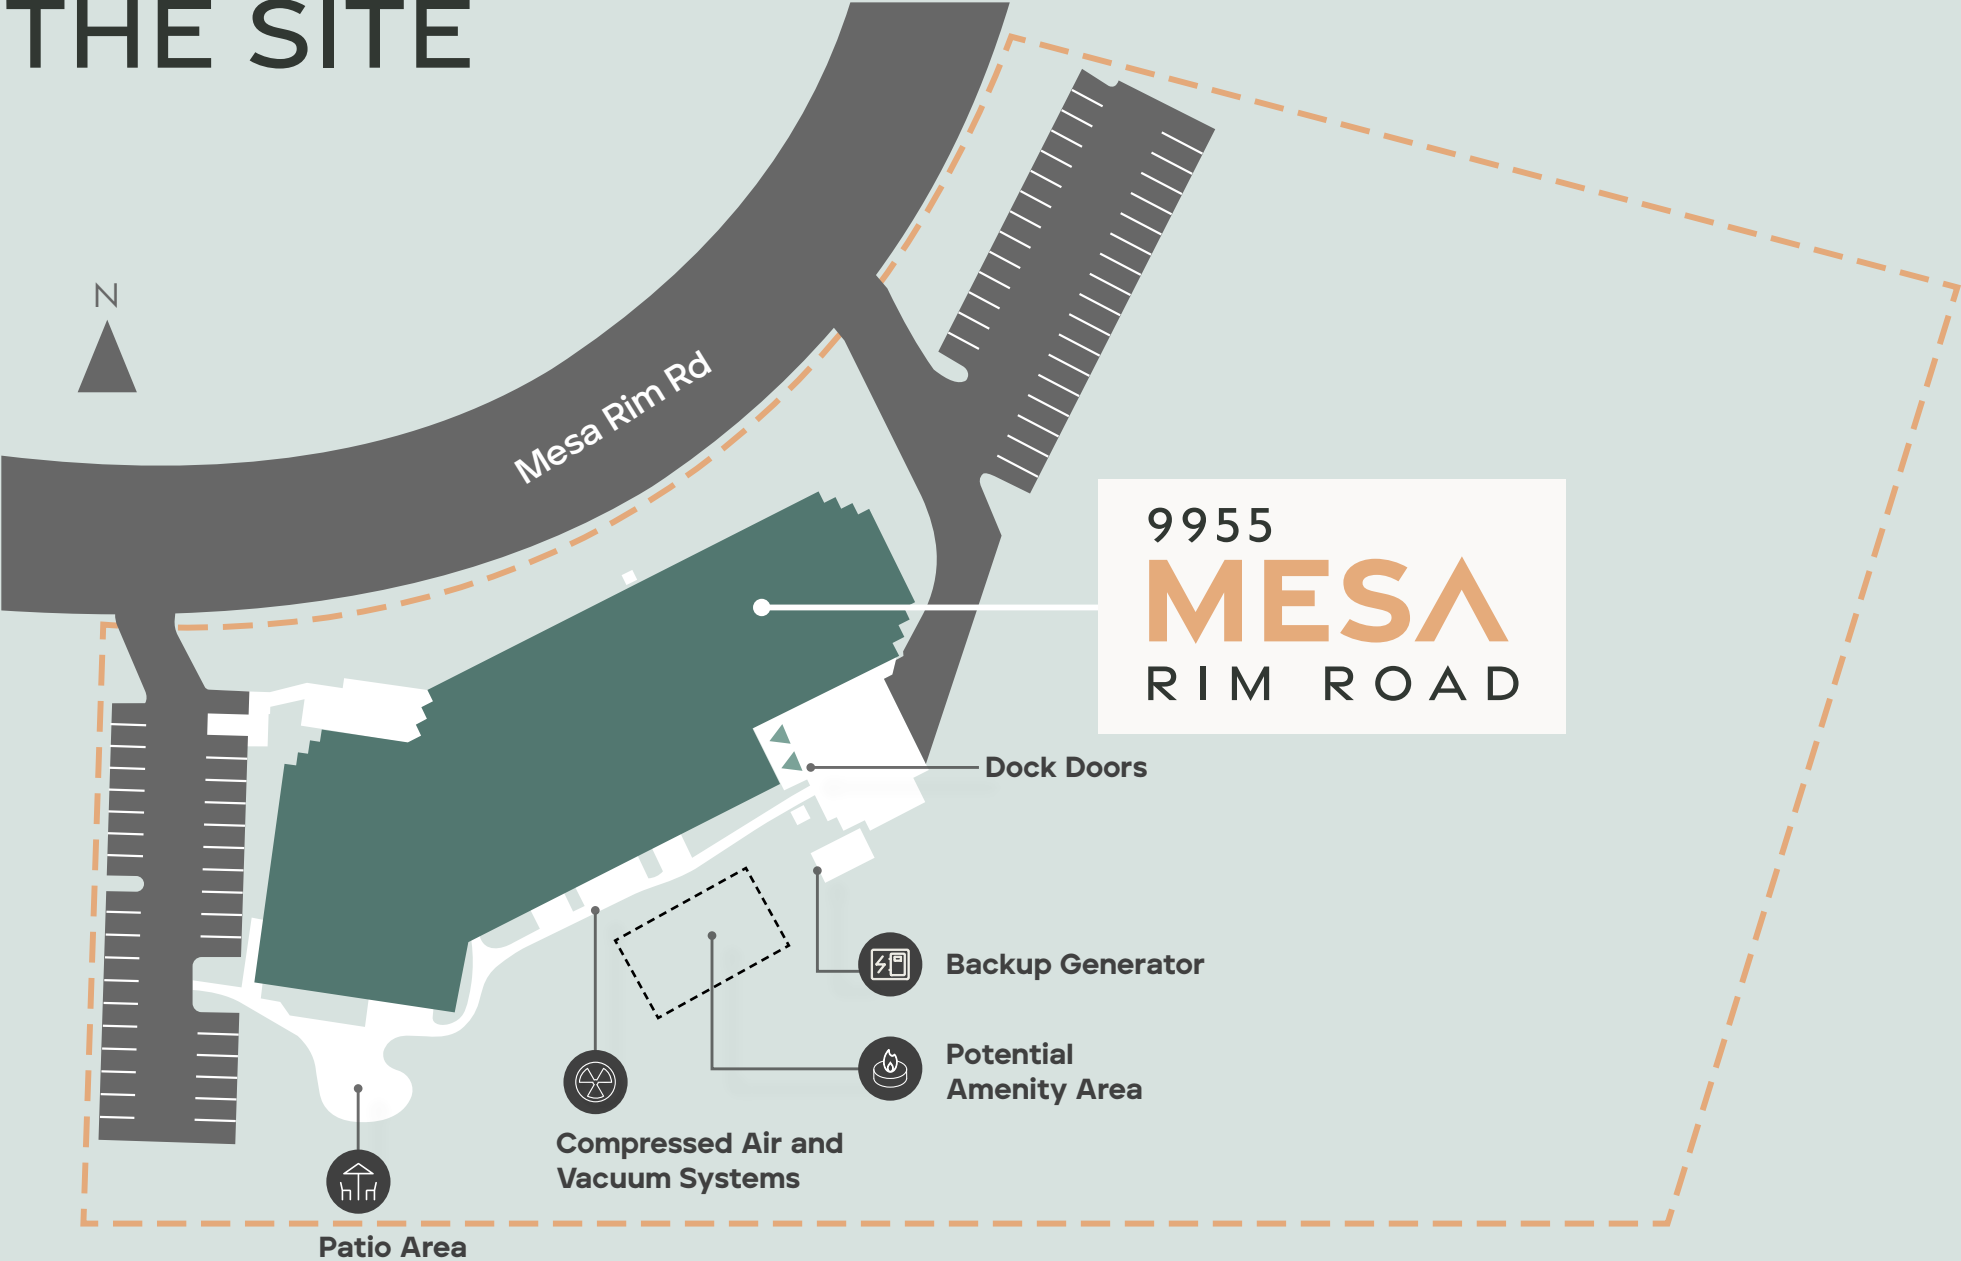 THE SITE
N
Mesa Rim Rd
9955
MESA
RIM ROAD
Dock Doors
Backup Generator
Potential
Amenity Area
Compressed Air and
Vacuum Systems
Patio Area